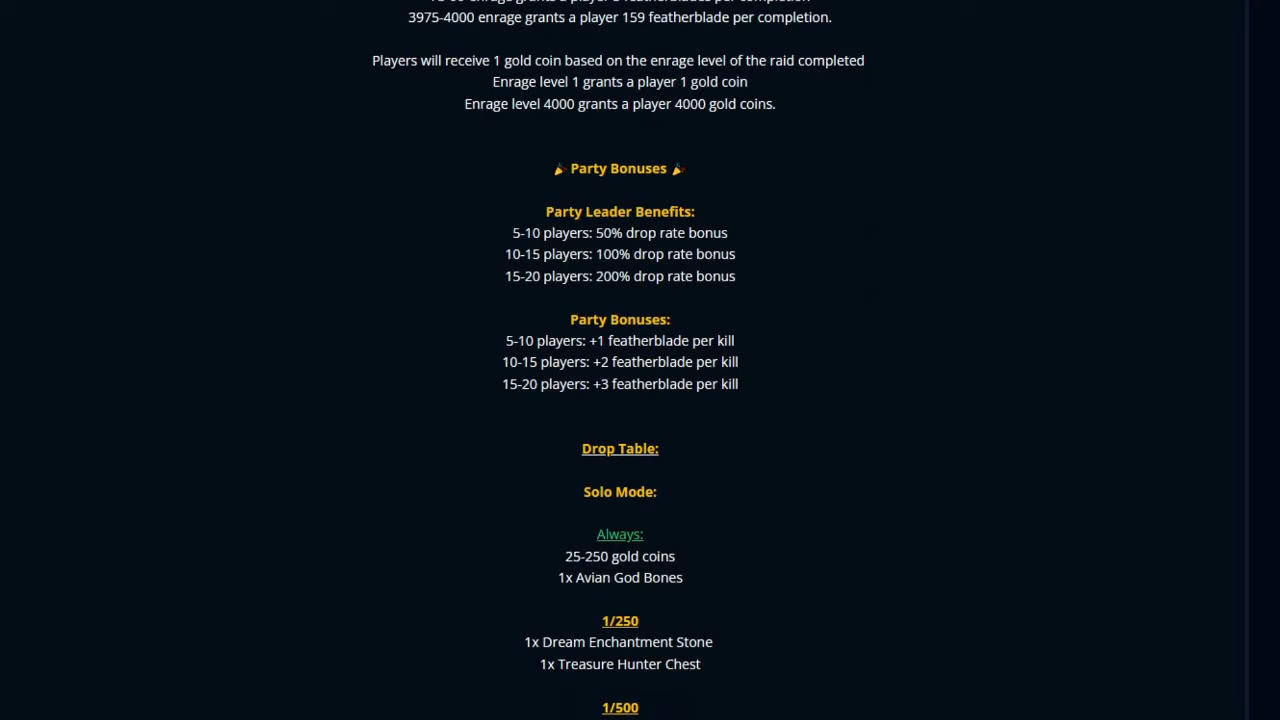 3975-4000 enrage grants a player 159 featherblade per completion.
Players will receive 1 gold coin based on the enrage level of the raid completed
Enrage level 1 grants a player 1 gold coin
Enrage level 4000 grants a player 4000 gold coins.
🎉 Party Bonuses 🎉
Party Leader Benefits:
5-10 players: 50% drop rate bonus
10-15 players: 100% drop rate bonus
15-20 players: 200% drop rate bonus
Party Bonuses:
5-10 players: +1 featherblade per kill
10-15 players: +2 featherblade per kill
15-20 players: +3 featherblade per kill
Drop Table:
Solo Mode:
Always:
25-250 gold coins
1x Avian God Bones
1/250
1x Dream Enchantment Stone
1x Treasure Hunter Chest
1/500